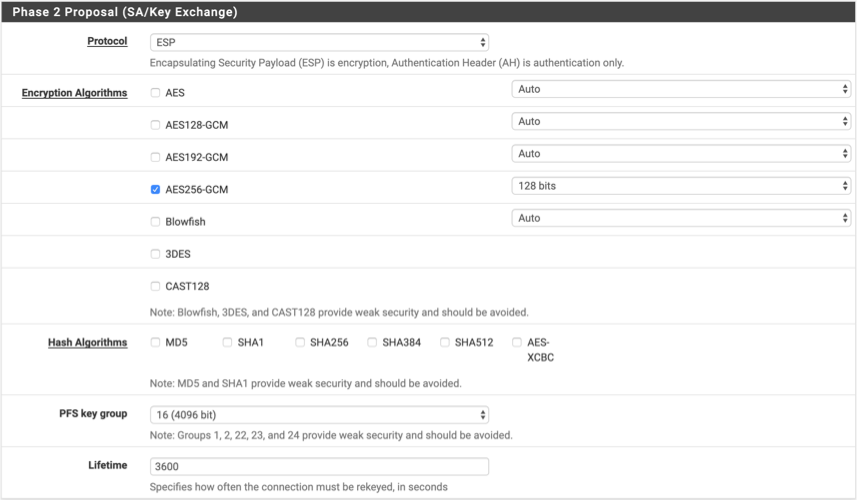 Phase 2 Proposal (SA/Key Exchange)
Protocol ESP
Encapsulating Security Payload (ESP) is encryption, Authentication Header (AH) is authentication only.
Encryption Algorithms AES Auto
AES128-GCM Auto
AES192-GCM Auto
AES256-GCM 128 bits
Blowfish Auto
3DES
CAST128
Note: Blowfish, 3DES, and CAST128 provide weak security and should be avoided.
Hash Algorithms MD5 SHA1 SHA256 SHA384 SHA512 AES-
XCBC
Note: MD5 and SHA1 provide weak security and should be avoided.
PFS key group 16 (4096 bit)
Note: Groups 1, 2, 22, 23, and 24 provide weak security and should be avoided.
Lifetime 3600
Specifies how often the connection must be rekeyed, in seconds